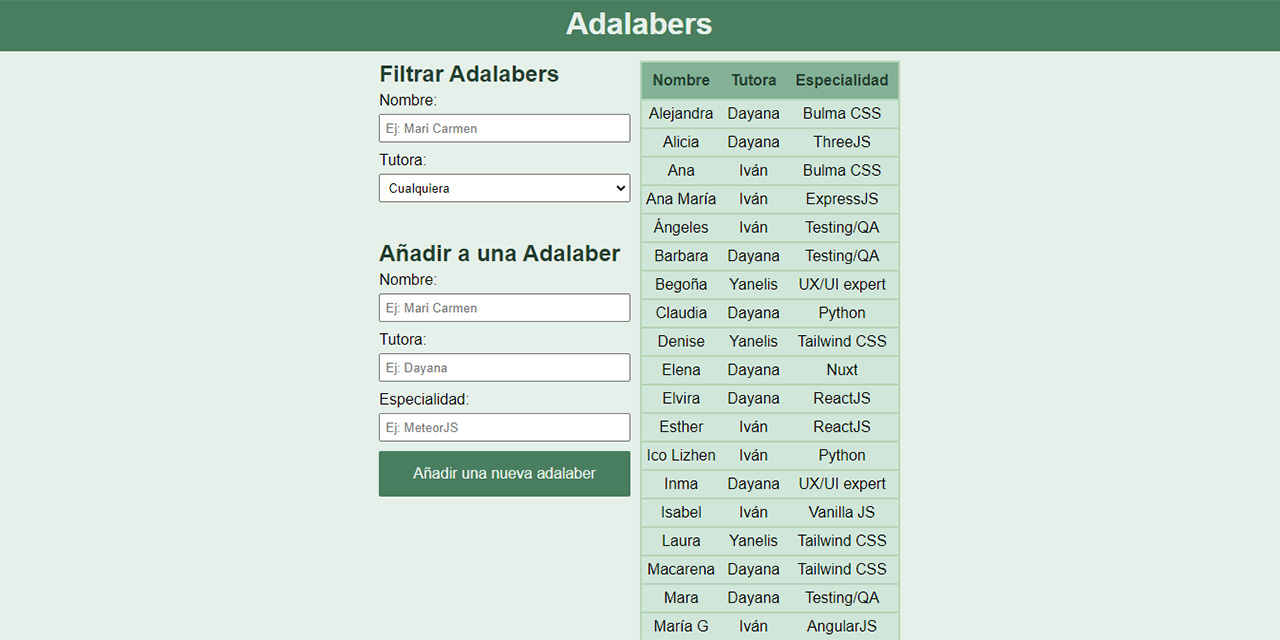 Adalabers
Filtrar Adalabers
Nombre:
Ej: Mari Carmen
Tutora:
Cualquiera
Añadir a una Adalaber
Nombre:
Ej: Mari Carmen
Tutora:
Ej: Dayana
Especialidad:
Ej: MeteorJS
Añadir una nueva adalaber
Nombre Tutora Especialidad
Alejandra Dayana Bulma CSS
Alicia Dayana ThreeJS
Ana Iván Bulma CSS
Ana María Iván ExpressJS
Ángeles Iván Testing/QA
Barbara Dayana Testing/QA
Begoña Yanelis UX/UI expert
Claudia Dayana Python
Denise Yanelis Tailwind CSS
Elena Dayana Nuxt
Elvira Dayana ReactJS
Esther Iván ReactJS
Ico Lizhen Iván Python
Inma Dayana UX/UI expert
Isabel Iván Vanilla JS
Laura Yanelis Tailwind CSS
Macarena Dayana Tailwind CSS
Mara Dayana Testing/QA
María G Iván AngularJS